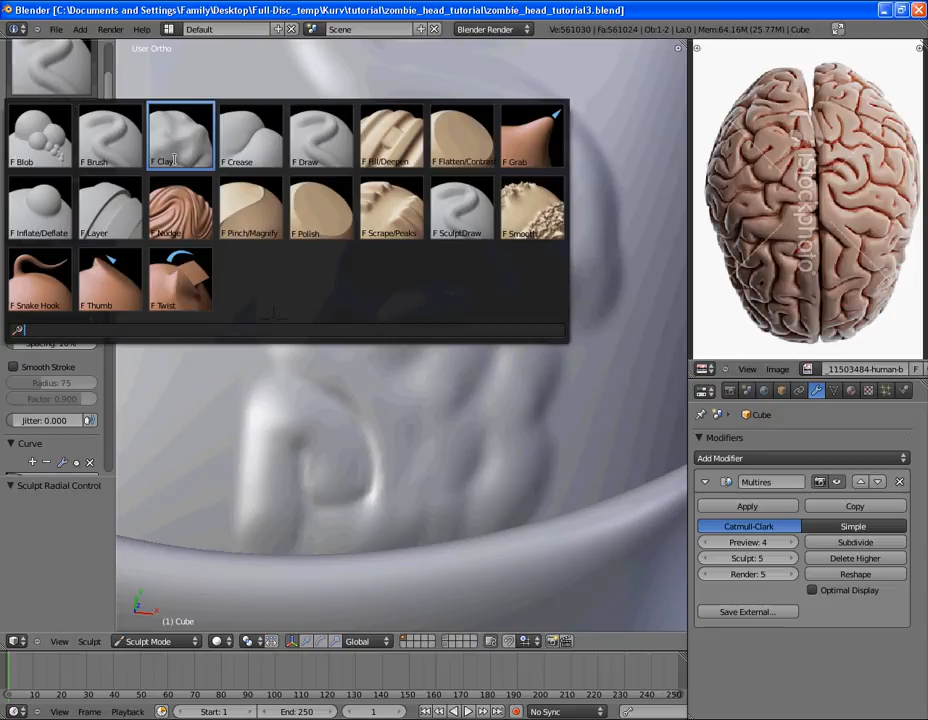 Blender [C:\Documents and Settings\Family\Desktop\Full-Disc_temp\Kurv\tutorial\zombie_head_tutorial\zombie_head_tutorial3.blend]
File Add Render Help Default Scene Blender Render Ve:561030 | Fa:561024 | Ob:1-2 | La:0 | Mem:64.16M (25.77M) | Cube
User Ortho
F Blob F Brush F Clay F Crease F Draw F Fill/Deepen F Flatten/Contrast F Grab
F Inflate/Deflate F Layer F Nudge F Pinch/Magnify F Polish F Scrape/Peaks F SculptDraw F Smooth
F Snake Hook F Thumb F Twist
Smooth Stroke
Radius: 75
Factor: 0.900
Jitter: 0.000
Curve
Sculpt Radial Control
(1) Cube
View Sculpt Sculpt Mode Global
10 20 30 40 50 60 70 80 90 100 110 120 130 140 150 160 170 180 190 200 210 220 230 240 250
View Frame Playback Start: 1 End: 250 1 No Sync
iStockphoto
View Image 11503484-human-b F
Cube
Modifiers
Add Modifier
Multires
Apply Copy
Catmull-Clark Simple
Preview: 4 Subdivide
Sculpt: 5 Delete Higher
Render: 5 Reshape
Optimal Display
Save External...